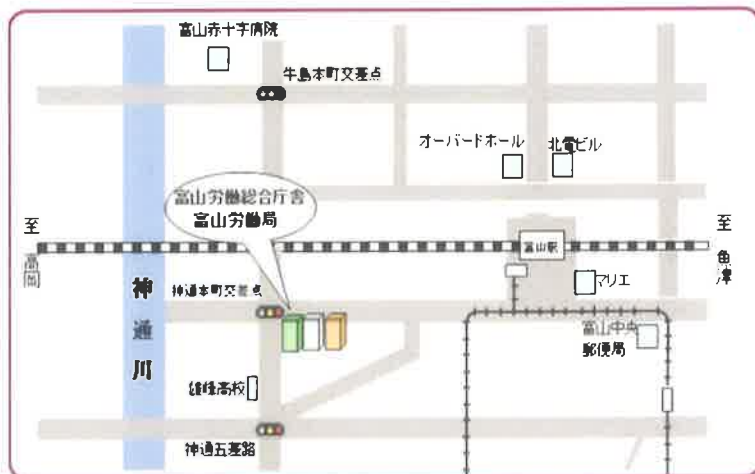 富山赤十字病院
牛島本町交差点
オーバードホール
北電ビル
富山労働総合庁舎
富山労働局
至
高岡
富山駅
至
魚津
神通川
神通本町交差点
マリエ
富山中央
郵便局
雄峰高校
神通五差路